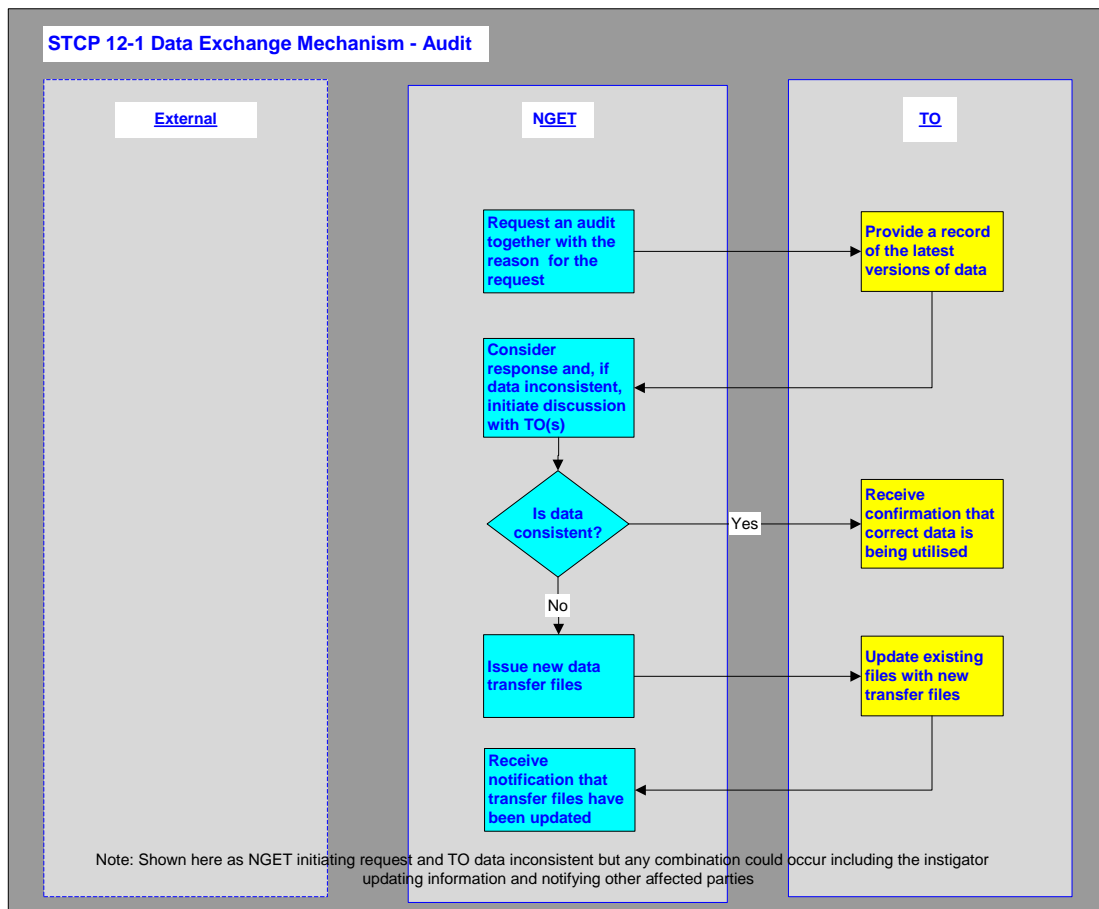 STCP 12-1 Data Exchange Mechanism - Audit
External
NGET
TO
Request an audit
together with the
reason for the
request
Provide a record
of the latest
versions of data
Consider
response and, if
data inconsistent,
initiate discussion
with TO(s)
Is data
consistent?
Yes
Receive
confirmation that
correct data is
being utilised
No
Issue new data
transfer files
Update existing
files with new
transfer files
Receive
notification that
transfer files have
been updated
Note: Shown here as NGET initiating request and TO data inconsistent but any combination could occur including the instigator
updating information and notifying other affected parties